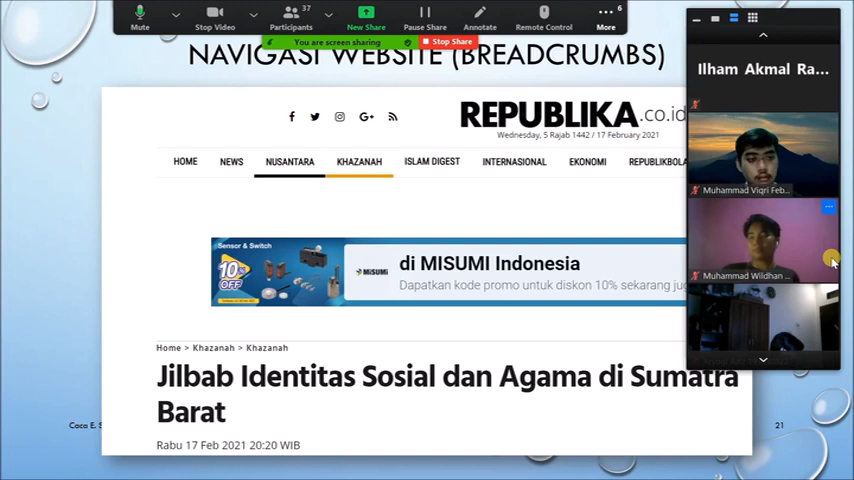 37
6
Mute
Stop Video
Participants
New Share
Pause Share
Annotate
Remote Control
More
You are screen sharing
Stop Share
NAVIGASI WEBSITE (BREADCRUMBS)
Ilham Akmal Ra...
REPUBLIKA.co.id
Wednesday, 5 Rajab 1442 / 17 February 2021
HOME NEWS NUSANTARA KHAZANAH ISLAM DIGEST INTERNASIONAL EKONOMI REPUBLIKBOLA
Muhammad Viqri Feb...
Sensor & Switch
10%
OFF
MiSUMi
di MISUMI Indonesia
Dapatkan kode promo untuk diskon 10% sekarang jug
Muhammad Wildhan ...
Home > Khazanah > Khazanah
Jilbab Identitas Sosial dan Agama di Sumatra
Barat
Rabu 17 Feb 2021 20:20 WIB
Caca E. S
21